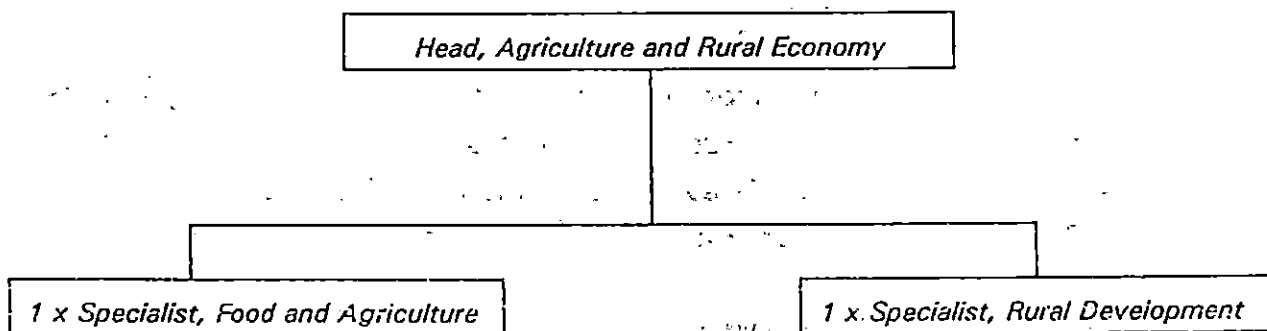 Head, Agriculture and Rural Economy
1 x Specialist, Food and Agriculture
1 x Specialist, Rural Development